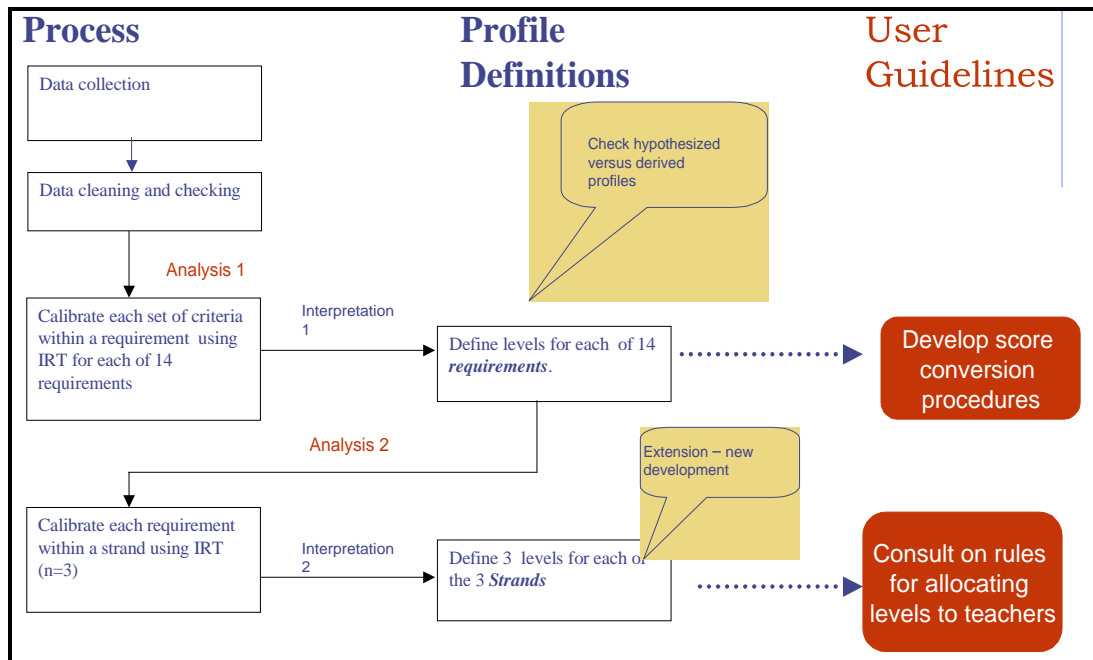 Process
Profile
Definitions
User
Guidelines
Data collection
Data cleaning and checking
Check hypothesized
versus derived
profiles
Analysis 1
Calibrate each set of criteria
within a requirement using
IRT for each of 14
requirements
Interpretation
1
Define levels for each of 14
requirements.
Develop score
conversion
procedures
Analysis 2
Extension – new
development
Calibrate each requirement
within a strand using IRT
(n=3)
Interpretation
2
Define 3 levels for each of
the 3 Strands
Consult on rules
for allocating
levels to teachers